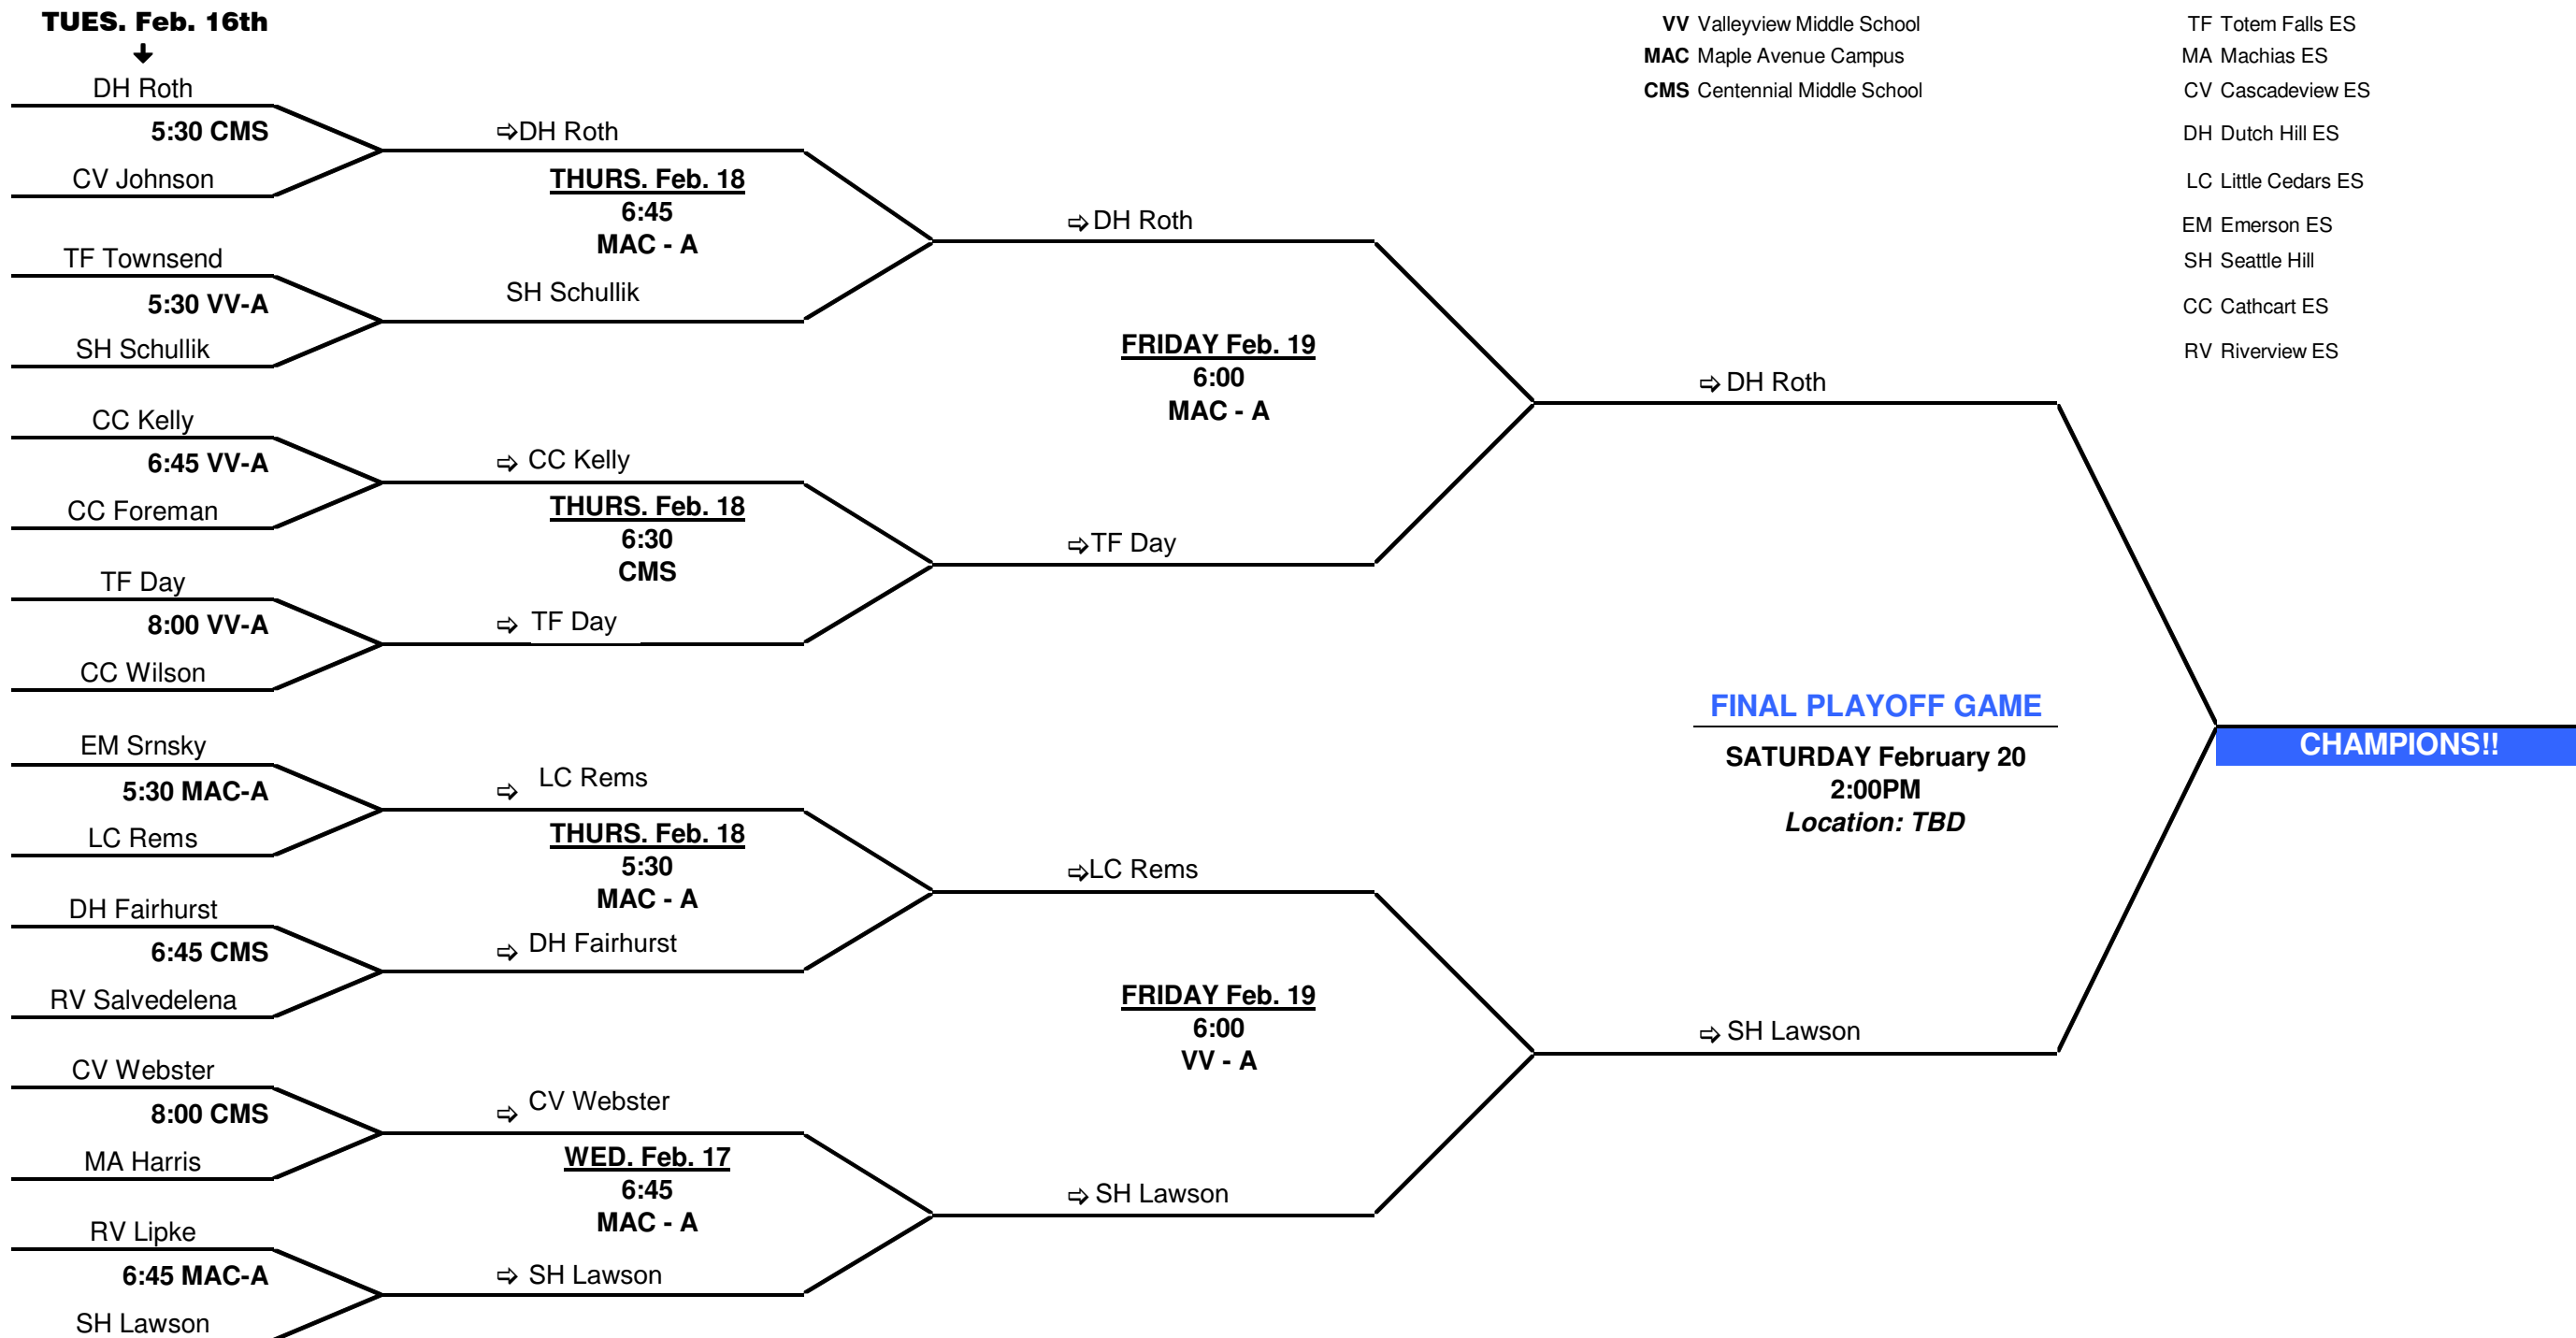 TUES. Feb. 16th
DH Roth
5:30 CMS
CV Johnson
TF Townsend
5:30 VV-A
SH Schullik
CC Kelly
6:45 VV-A
CC Foreman
TF Day
8:00 VV-A
CC Wilson
EM Srnsky
5:30 MAC-A
LC Rems
DH Fairhurst
6:45 CMS
RV Salvedelena
CV Webster
8:00 CMS
MA Harris
RV Lipke
6:45 MAC-A
SH Lawson
⇨DH Roth
THURS. Feb. 18
6:45
MAC - A
SH Schullik
⇨ CC Kelly
THURS. Feb. 18
6:30
CMS
⇨ TF Day
⇨ LC Rems
THURS. Feb. 18
5:30
MAC - A
⇨ DH Fairhurst
⇨ CV Webster
WED. Feb. 17
6:45
MAC - A
⇨ SH Lawson
⇨ DH Roth
FRIDAY Feb. 19
6:00
MAC - A
⇨TF Day
⇨LC Rems
FRIDAY Feb. 19
6:00
VV - A
⇨ SH Lawson
⇨ DH Roth
FINAL PLAYOFF GAME
SATURDAY February 20
2:00PM
Location: TBD
⇨ SH Lawson
CHAMPIONS!!
VV Valleyview Middle School
MAC Maple Avenue Campus
CMS Centennial Middle School
TF Totem Falls ES
MA Machias ES
CV Cascadeview ES
DH Dutch Hill ES
LC Little Cedars ES
EM Emerson ES
SH Seattle Hill
CC Cathcart ES
RV Riverview ES